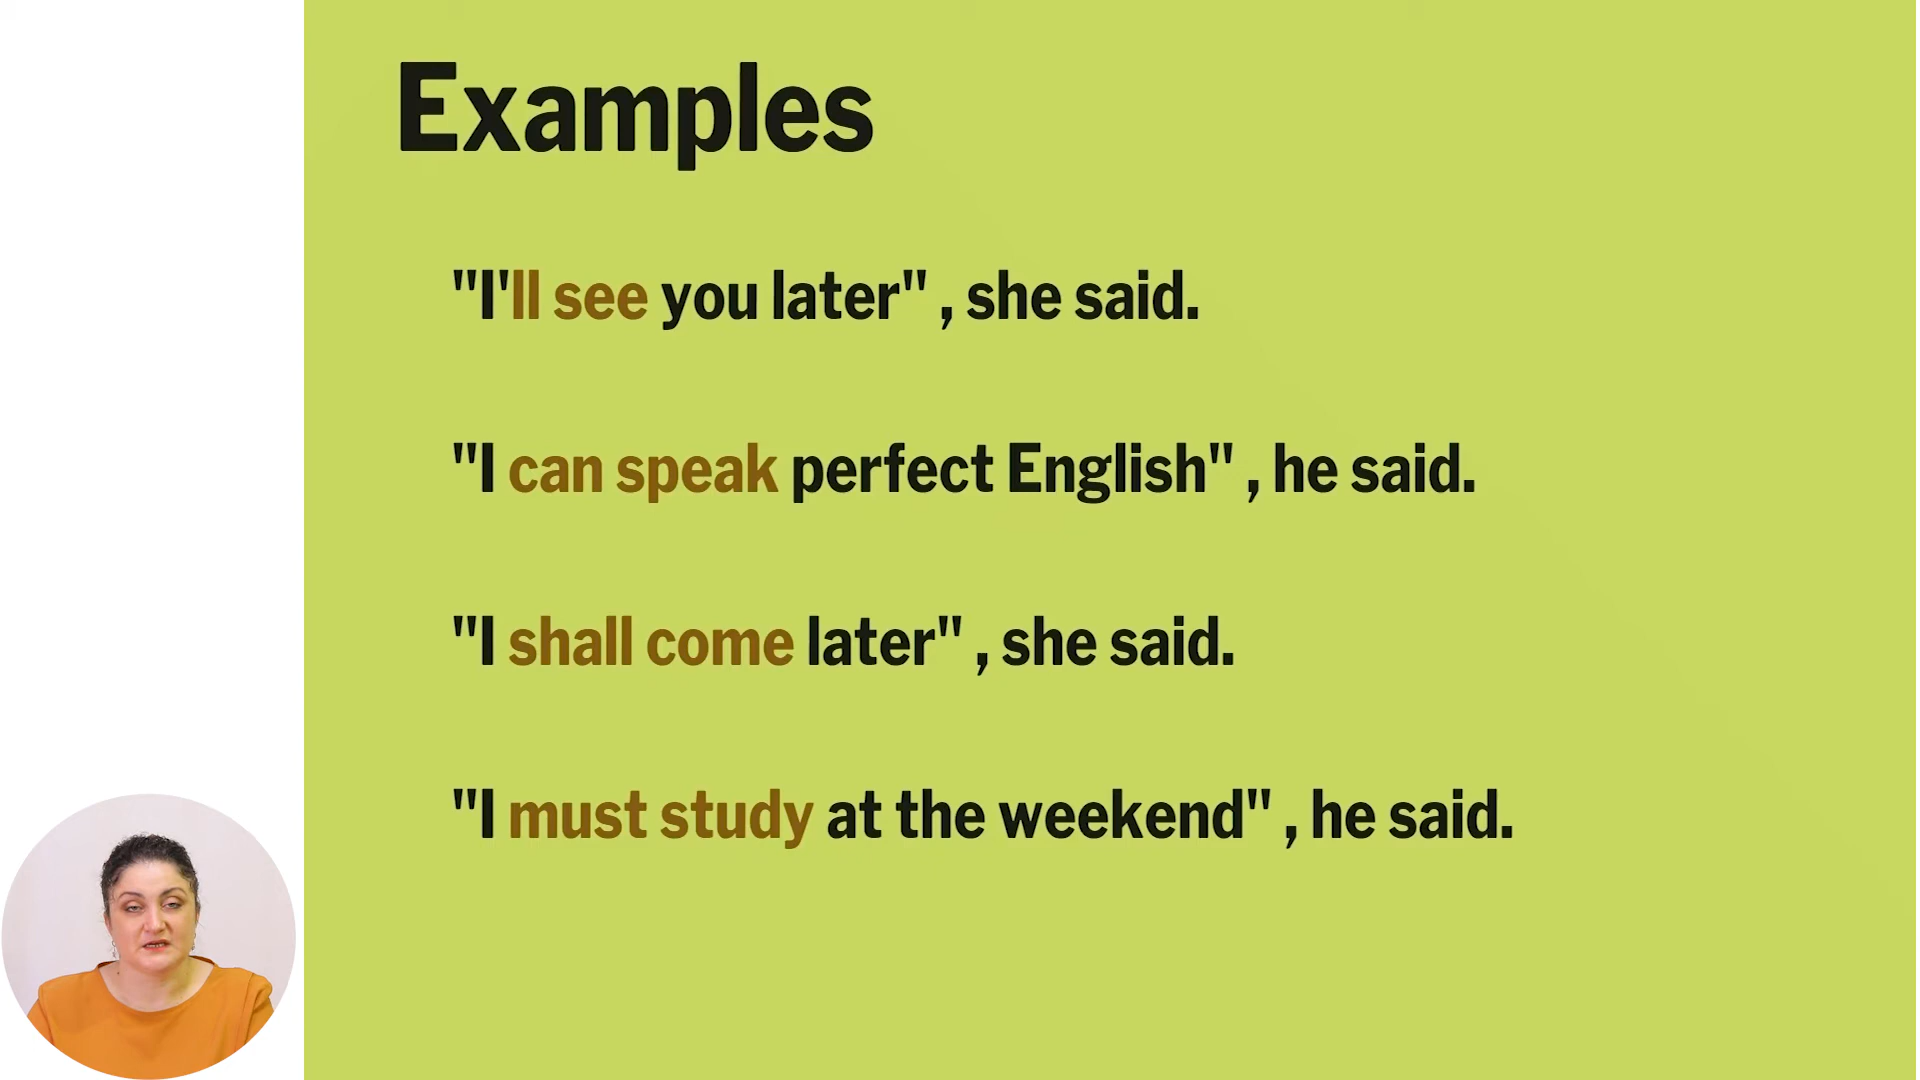 Examples
"I'll see you later" , she said.
"I can speak perfect English" , he said.
"I shall come later" , she said.
"I must study at the weekend" , he said.